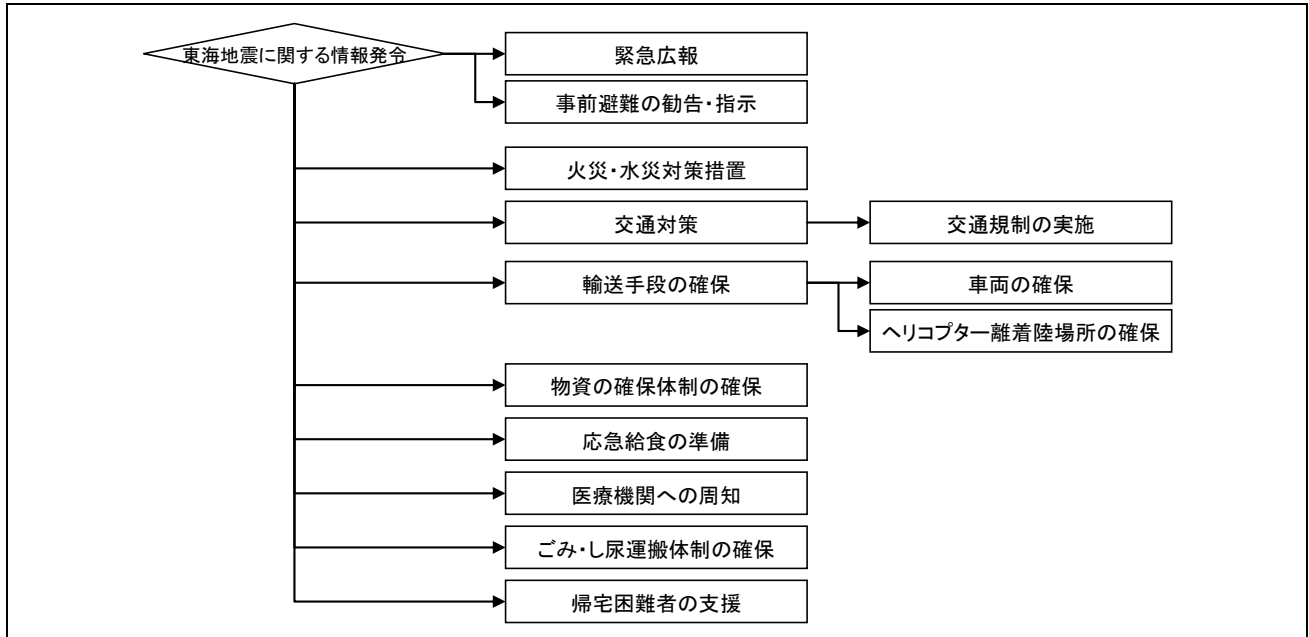 東海地震に関する情報発令
緊急広報
事前避難の勧告・指示
火災・水災対策措置
交通対策
交通規制の実施
輸送手段の確保
車両の確保
ヘリコプター離着陸場所の確保
物資の確保体制の確保
応急給食の準備
医療機関への周知
ごみ・し尿運搬体制の確保
帰宅困難者の支援